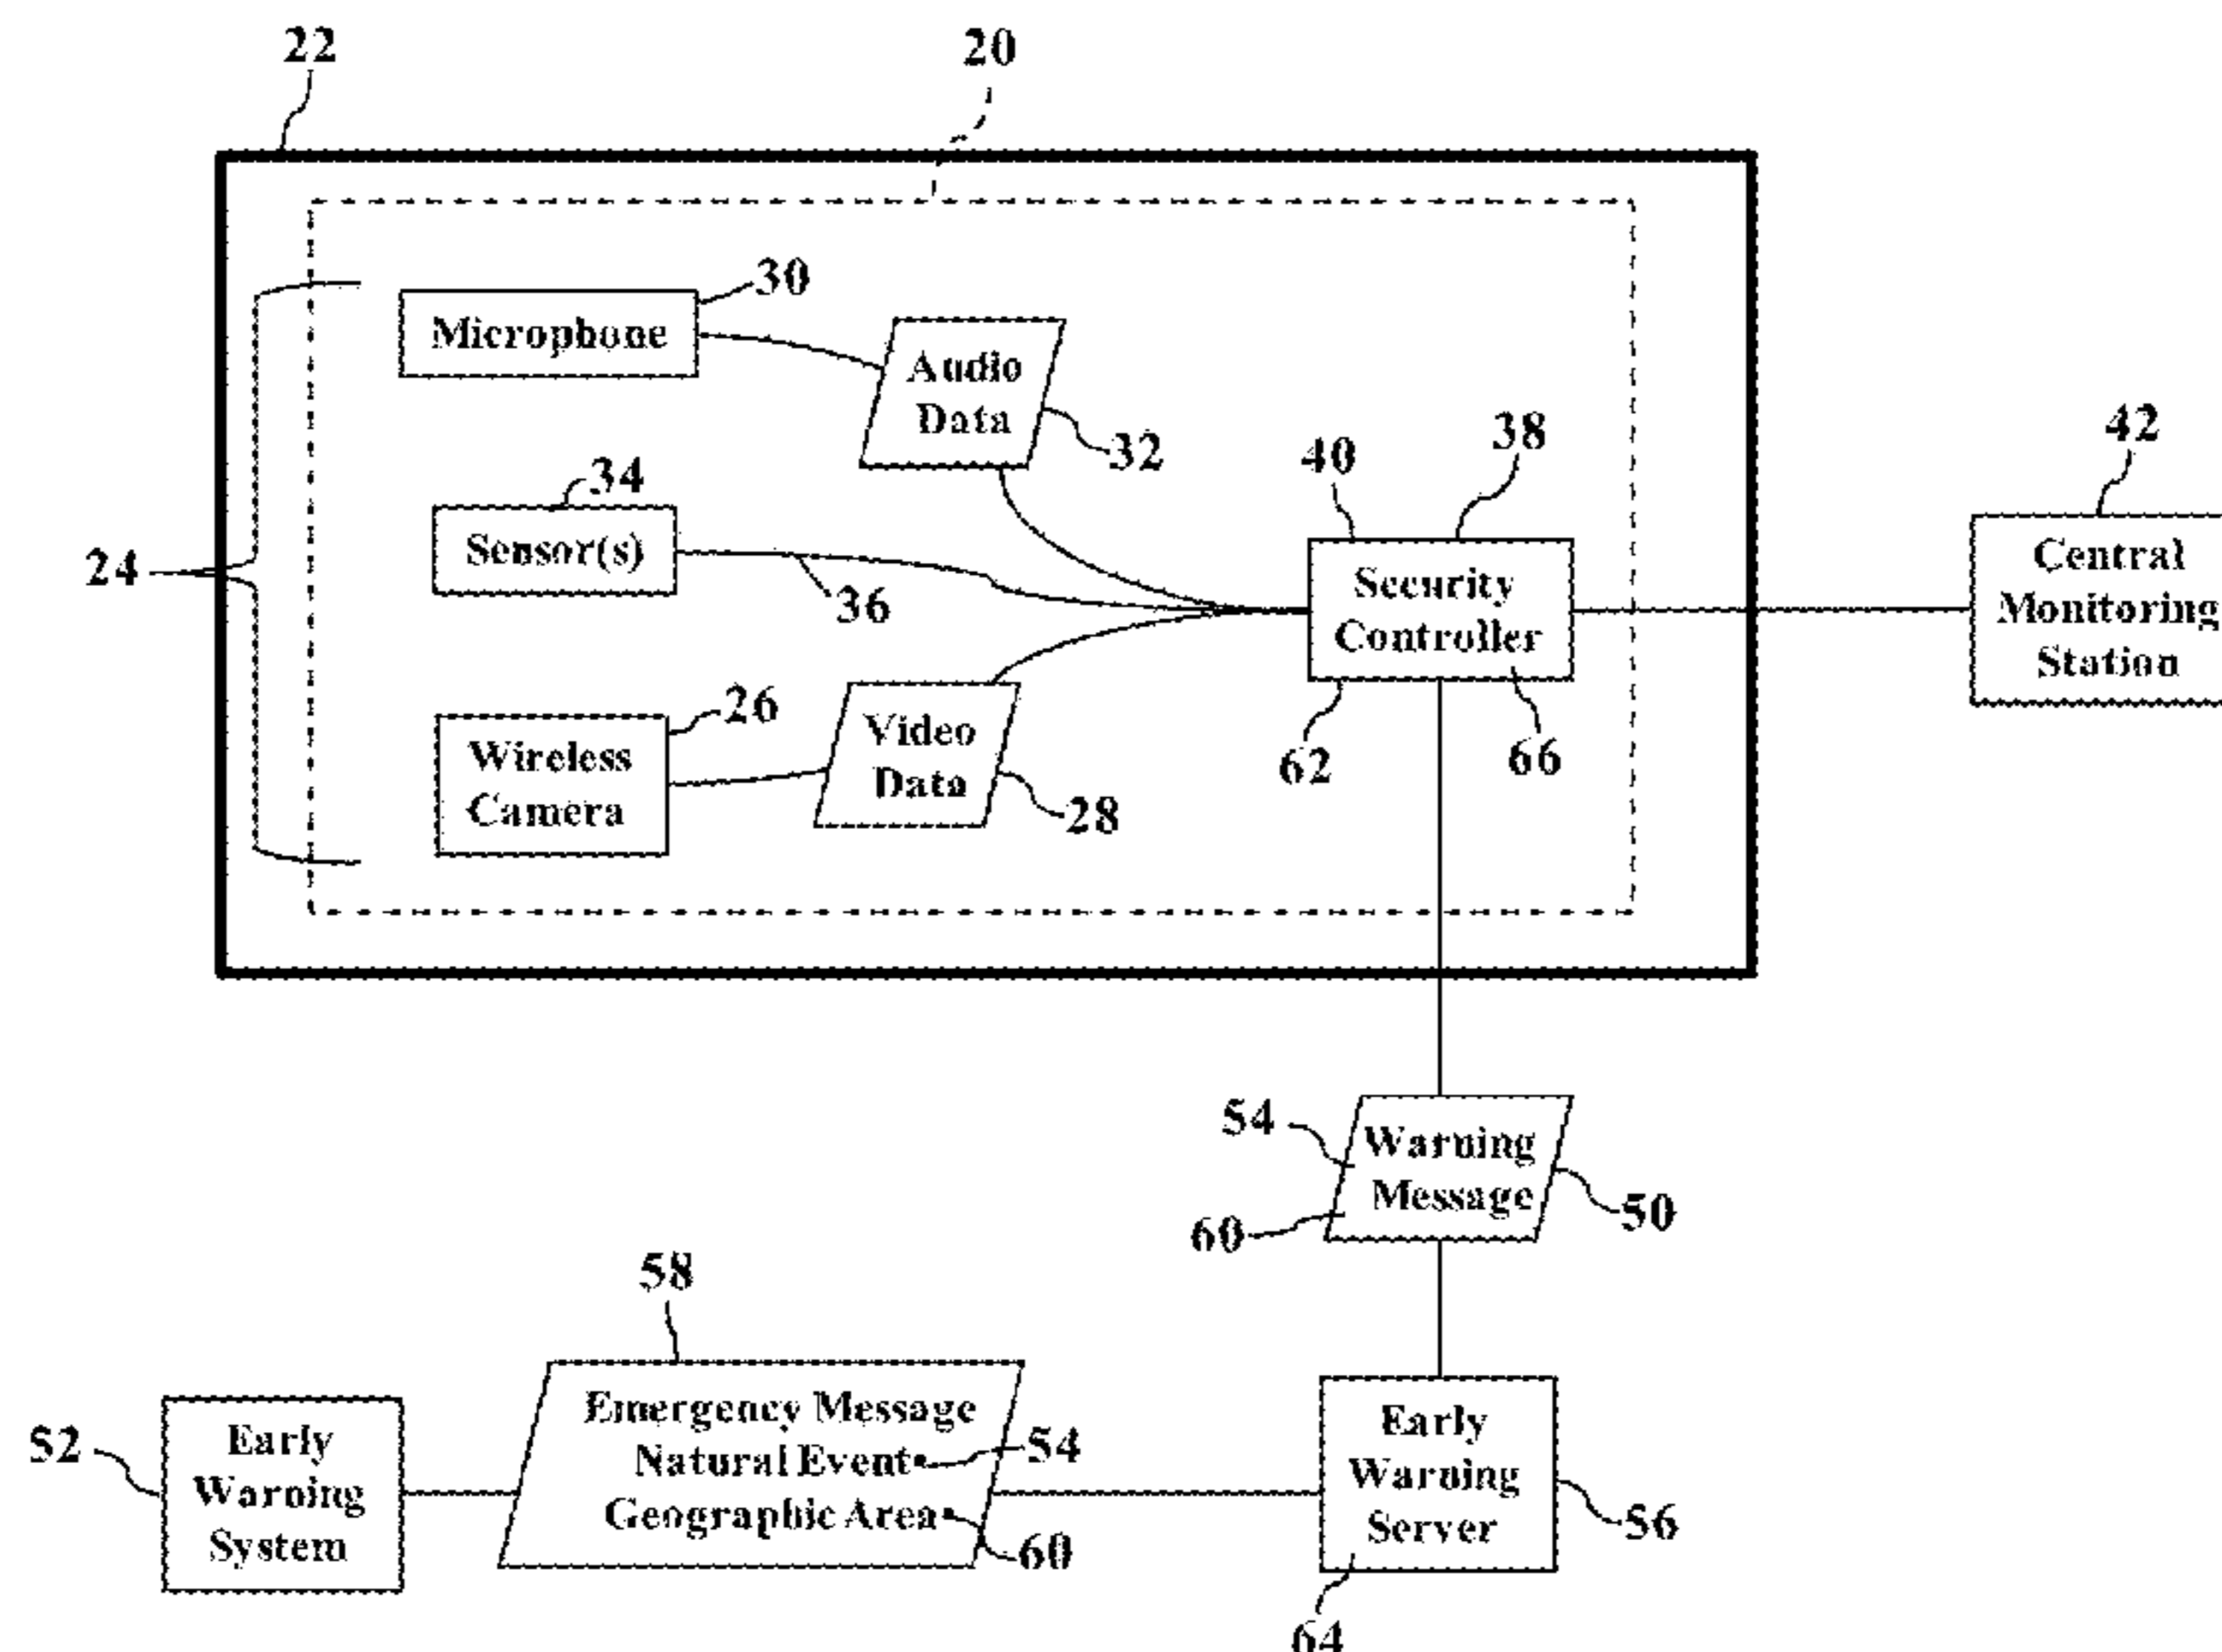 22
20
30
Microphone
Audio
Data
32
34
Sensor(s)
36
24
40
38
Security
Controller
62
66
42
Central
Monitoring
Station
26
Wireless
Camera
Video
Data
28
54
Warning
Message
60
50
58
Emergency Message
Natural Event
54
Geographic Area
60
52
Early
Warning
System
Early
Warning
Server
56
64